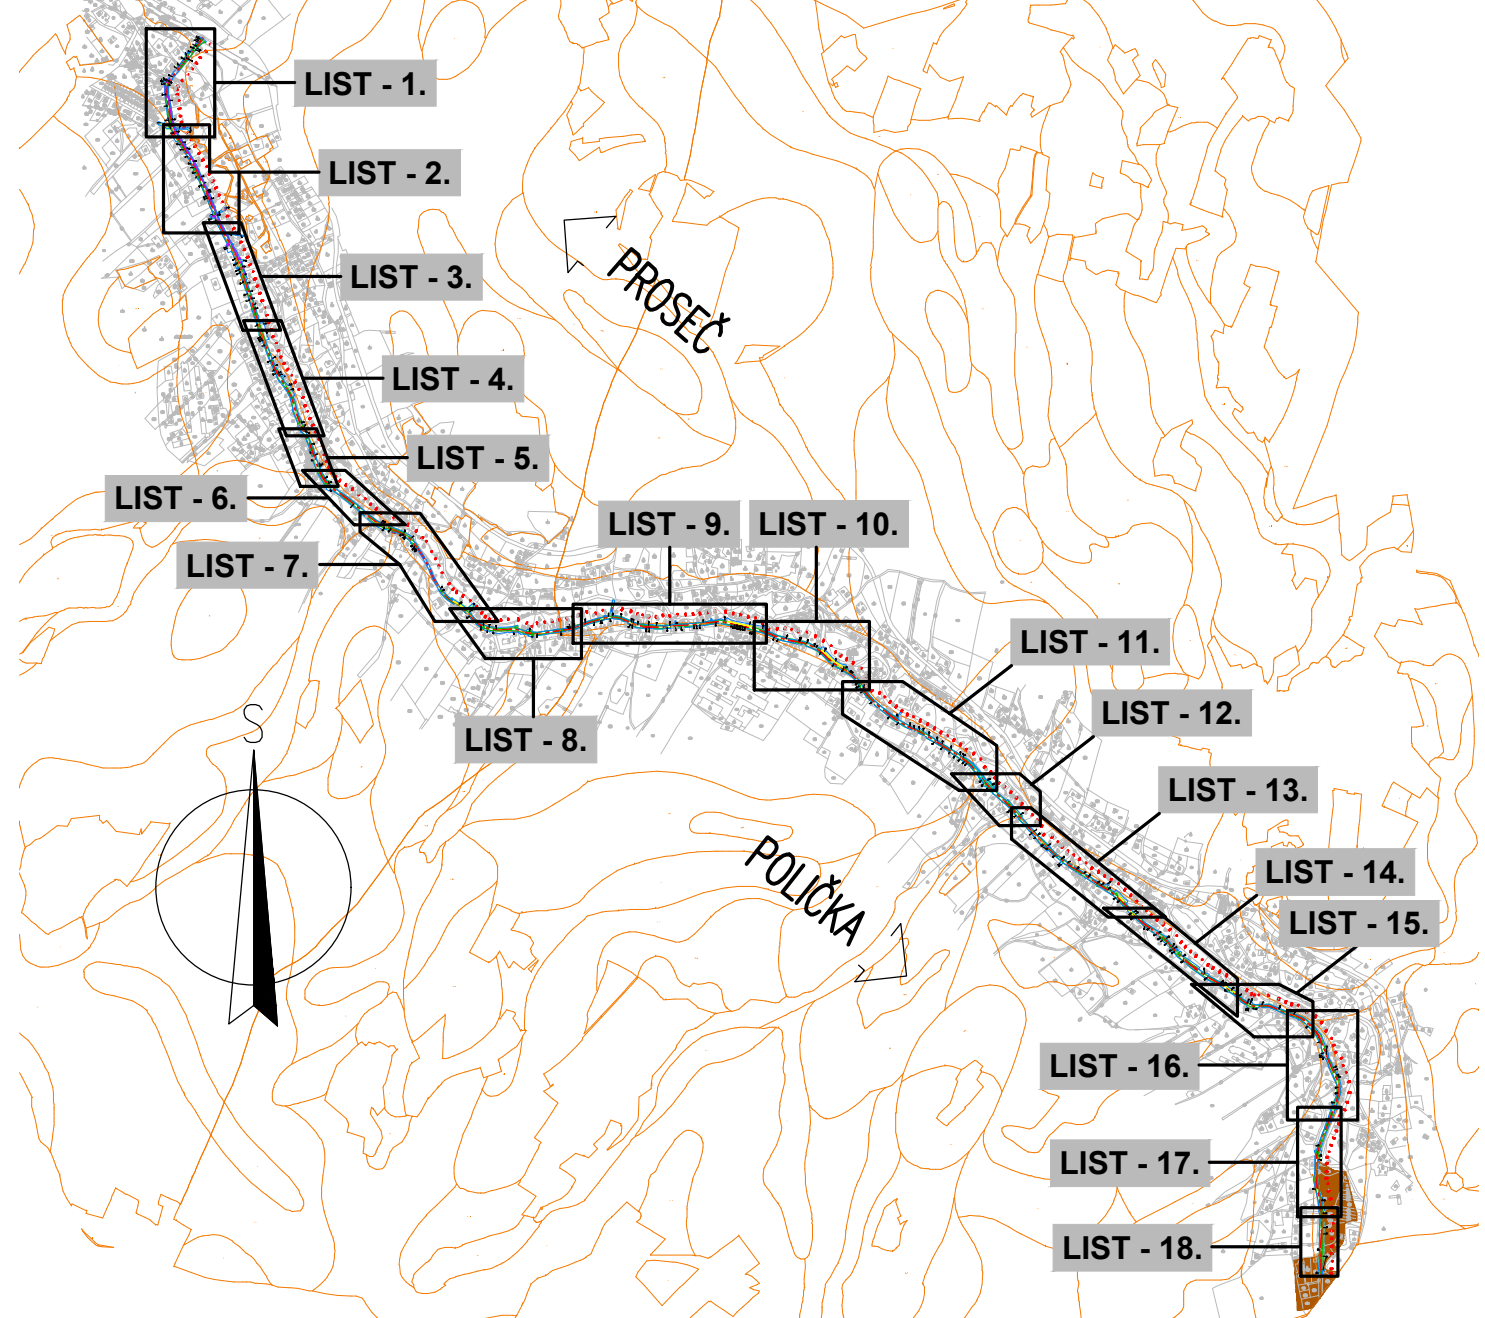 LIST - 1.
LIST - 2.
PROSEČ
LIST - 3.
LIST - 4.
LIST - 5.
LIST - 6.
LIST - 9.
LIST - 10.
LIST - 7.
LIST - 11.
S
LIST - 8.
LIST - 12.
LIST - 13.
POLIČKA
LIST - 14.
LIST - 15.
LIST - 16.
LIST - 17.
LIST - 18.